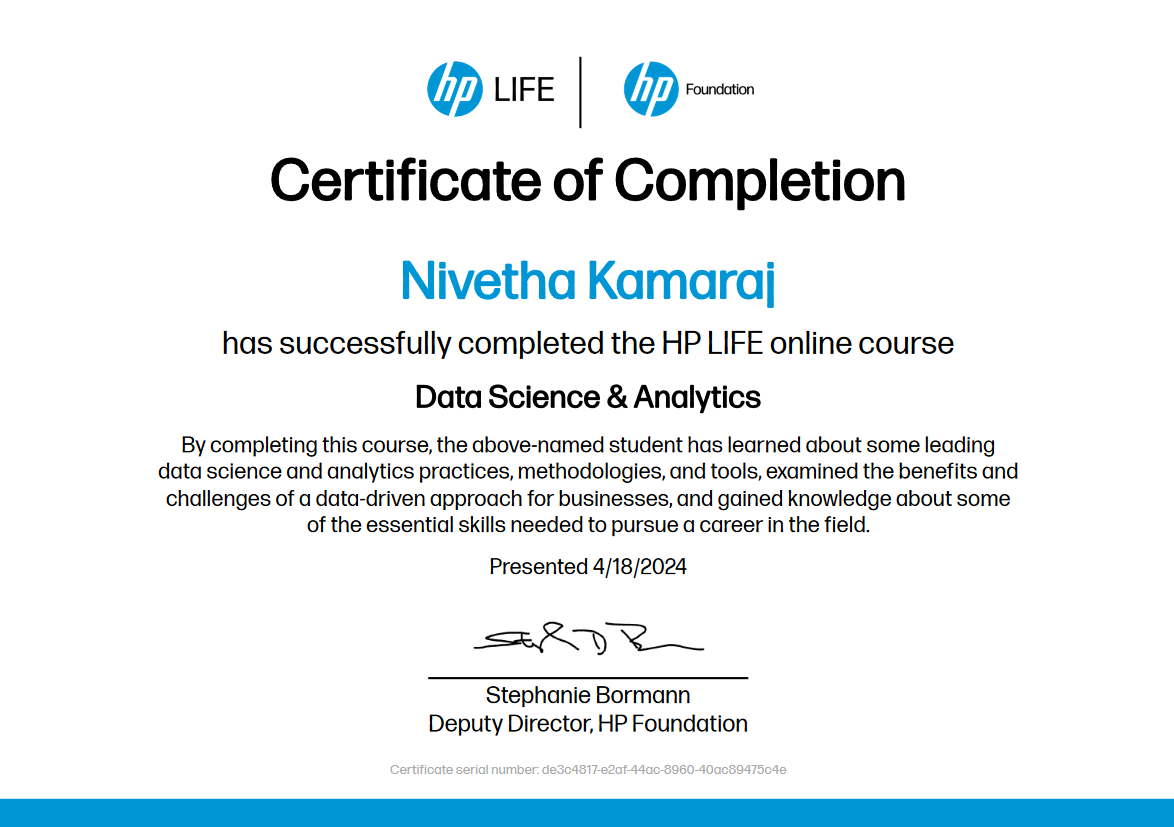 hp LIFE hp Foundation
Certificate of Completion
Nivetha Kamaraj
has successfully completed the HP LIFE online course
Data Science & Analytics
By completing this course, the above-named student has learned about some leading
data science and analytics practices, methodologies, and tools, examined the benefits and
challenges of a data-driven approach for businesses, and gained knowledge about some
of the essential skills needed to pursue a career in the field.
Presented 4/18/2024
Stephanie Bormann
Deputy Director, HP Foundation
Certificate serial number: de3c4817-e2af-44ac-8960-40ac89475c4e